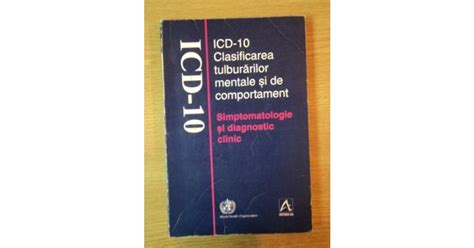 ICD-10
ICD-10
Clasificarea
tulburărilor
mentale și de
comportament
Simptomatologie
și diagnostic
clinic
World Health Organization
A